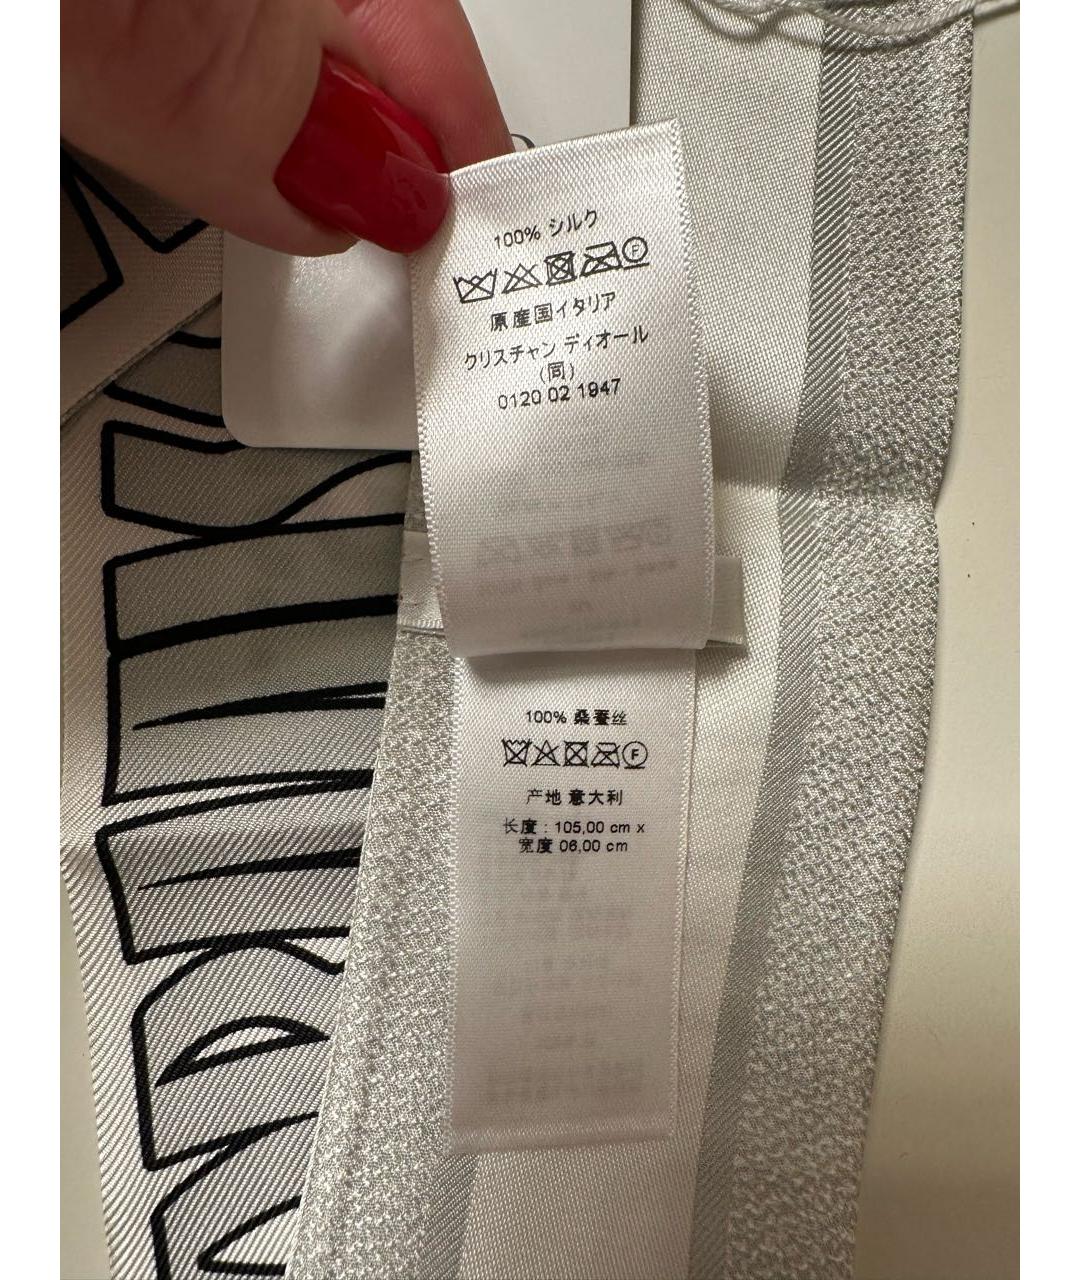 100% シルク
原産国イタリア
クリスチャン ディオール
(同)
0120 02 1947
100% 桑蚕丝
F
产地 意大利
长度 : 105,00 cm x
宽度 06,00 cm